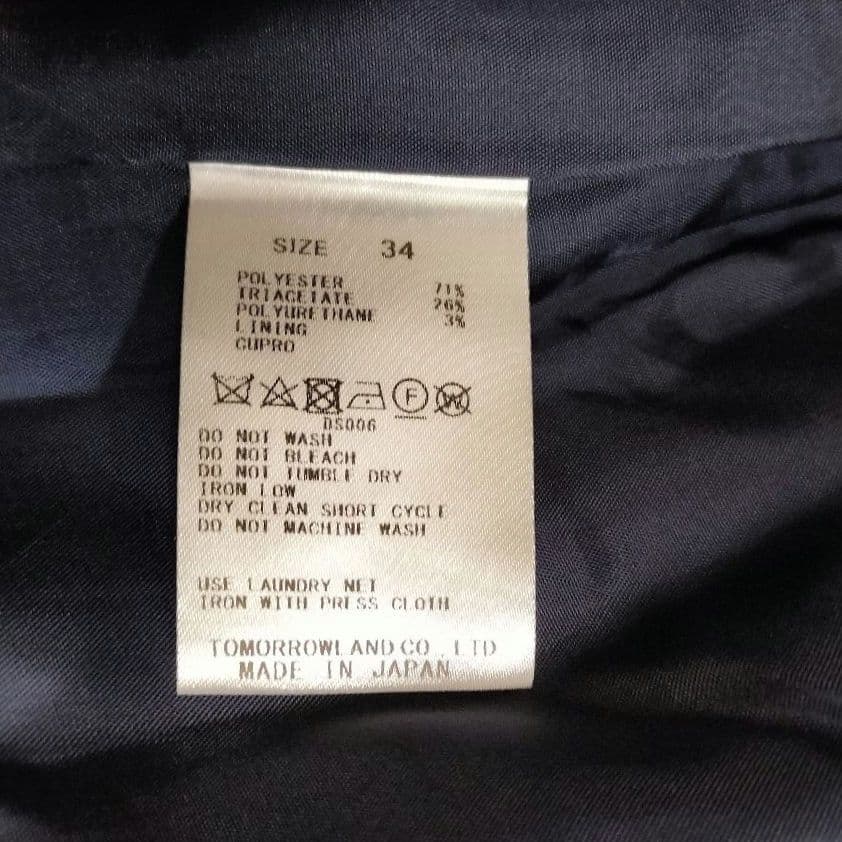 SIZE 34
POLYESTER 71%
TRIACETATE 26%
POLYURETHANE 3%
LINING
CUPRO
F W
DS006
DO NOT WASH
DO NOT BLEACH
DO NOT TUMBLE DRY
IRON LOW
DRY CLEAN SHORT CYCLE
DO NOT MACHINE WASH
USE LAUNDRY NET
IRON WITH PRESS CLOTH
TOMORROWLAND CO.,LTD
MADE IN JAPAN